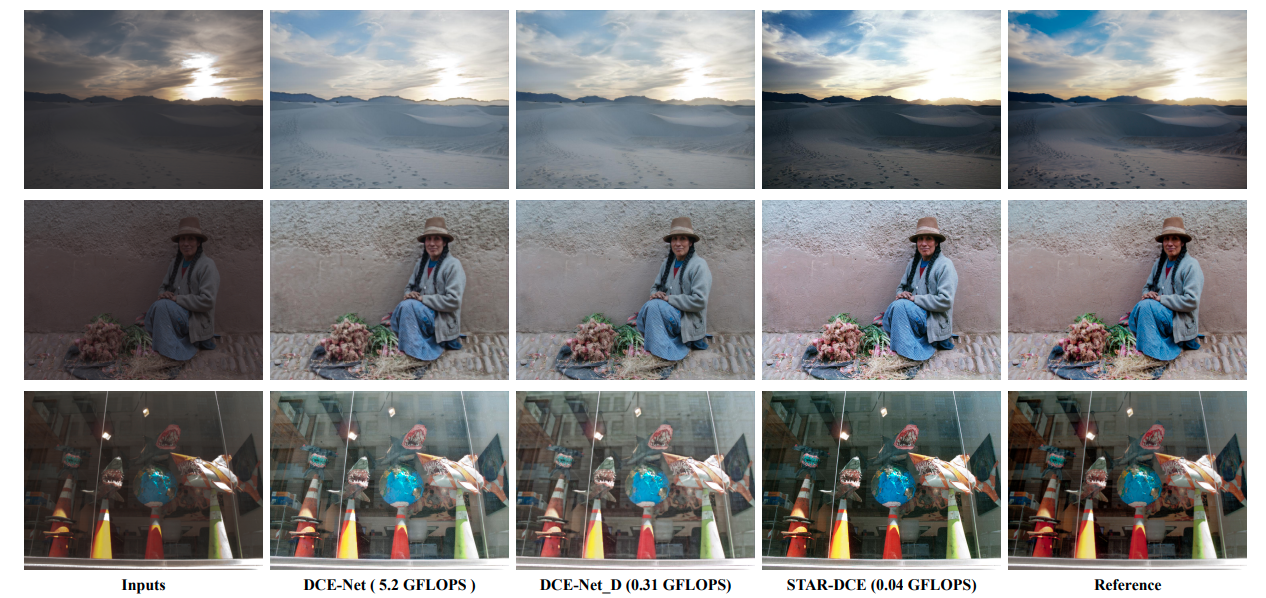 Inputs
DCE-Net ( 5.2 GFLOPS )
DCE-Net_D (0.31 GFLOPS)
STAR-DCE (0.04 GFLOPS)
Reference